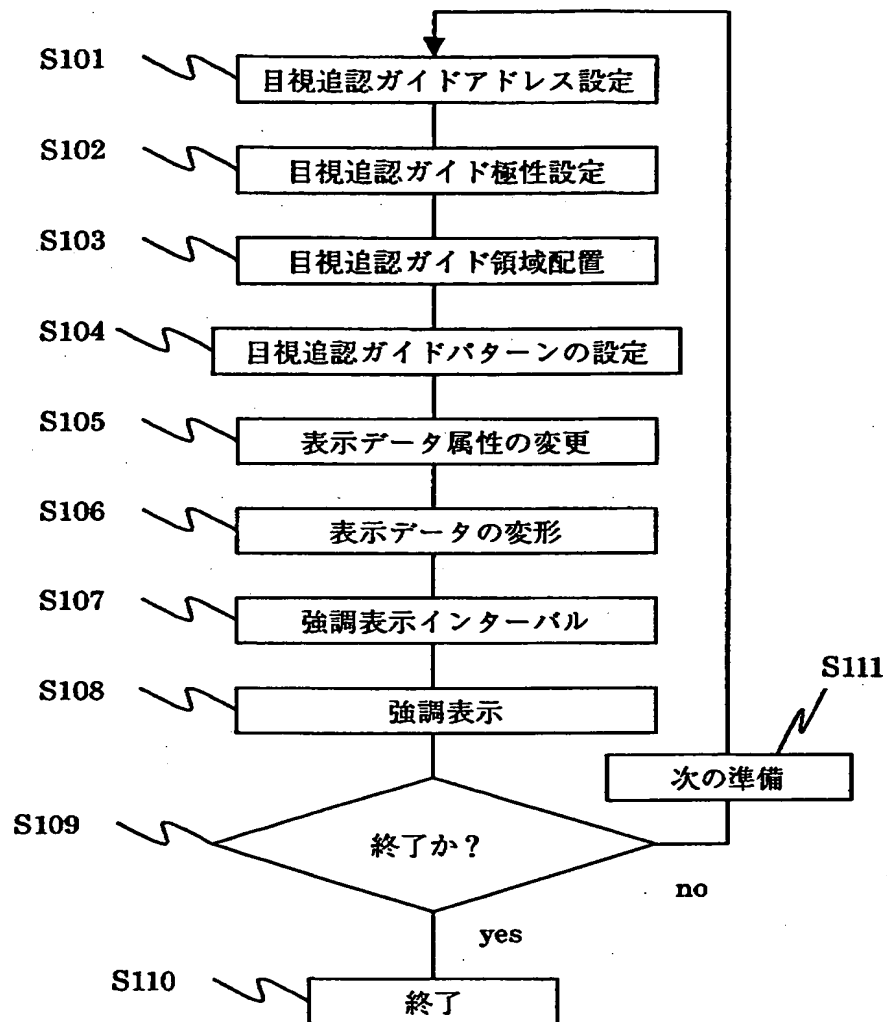 S101
目視追認ガイドアドレス設定
S102
目視追認ガイド極性設定
S103
目視追認ガイド領域配置
S104
目視追認ガイドパターンの設定
S105
表示データ属性の変更
S106
表示データの変形
S107
強調表示インターバル
S108
強調表示
S111
次の準備
S109
終了か?
no
yes
S110
終了